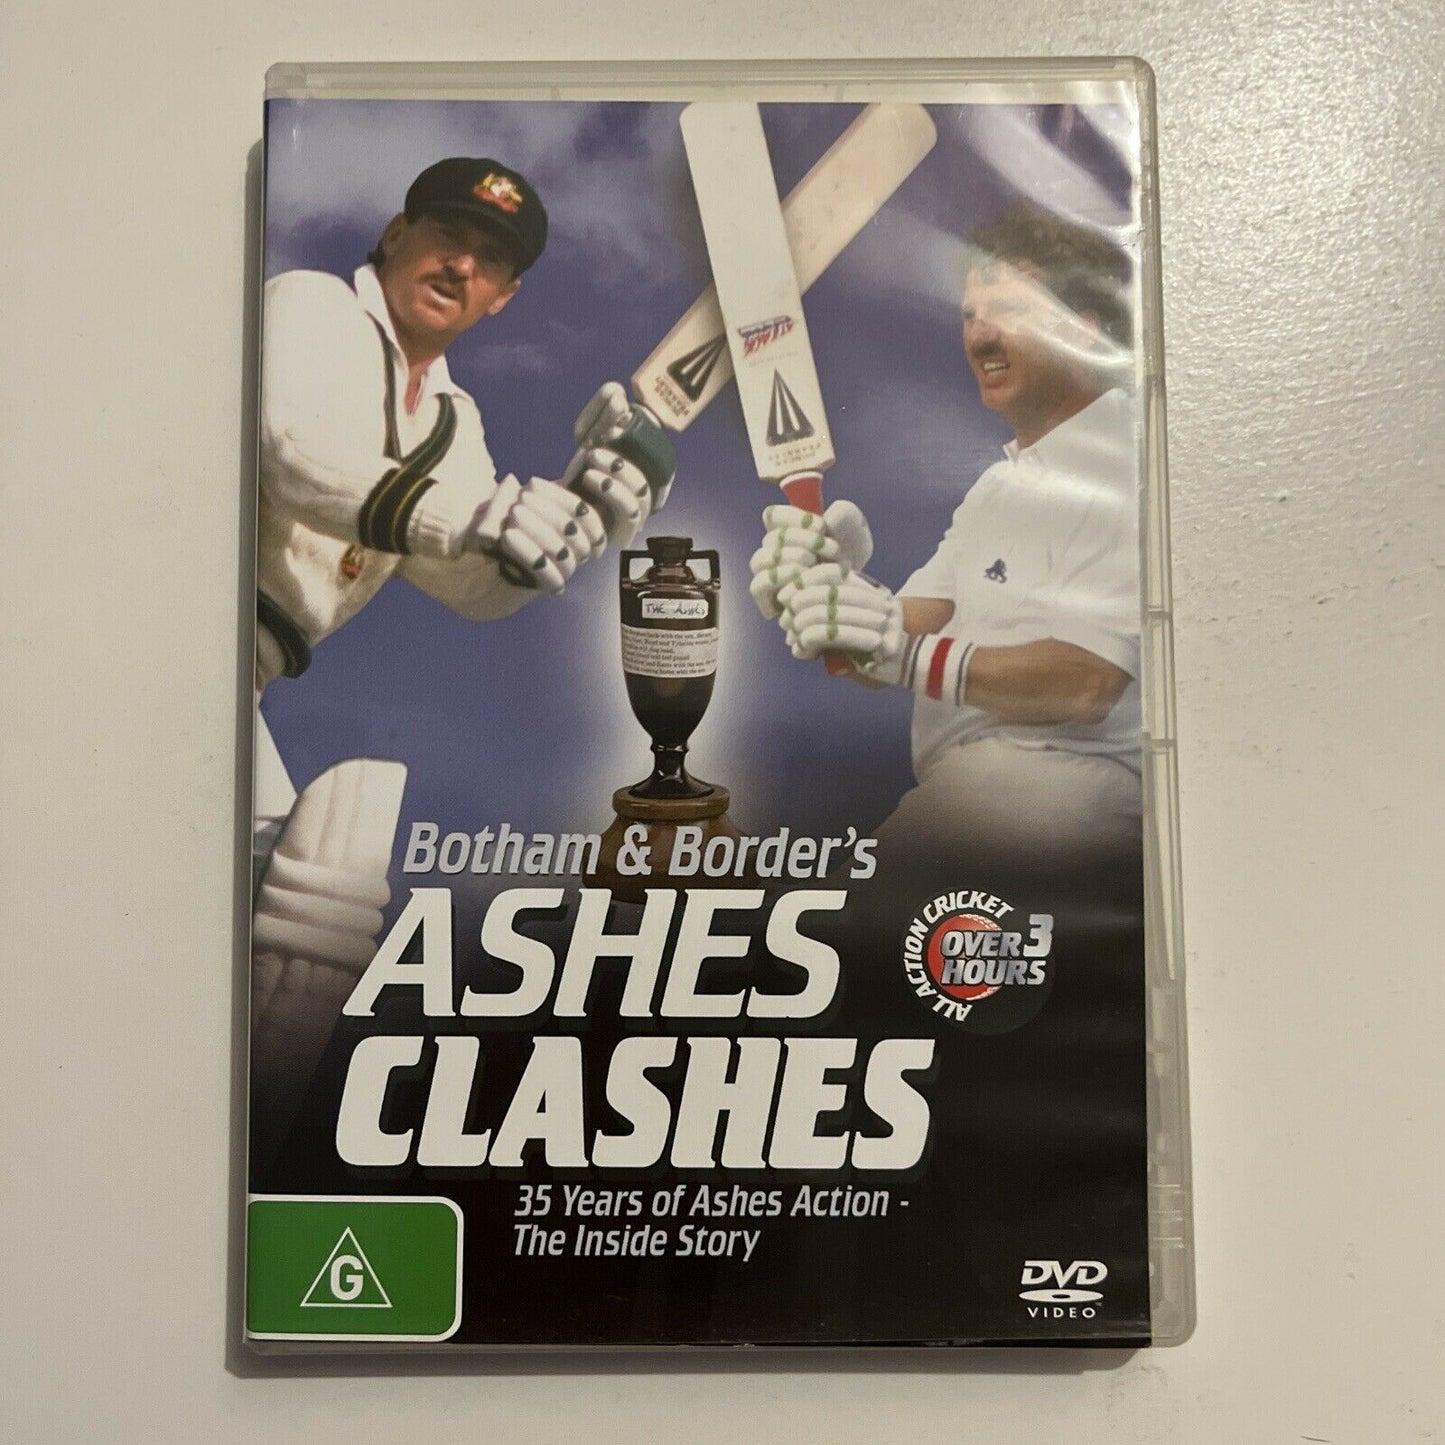 THE Ashes
Botham & Border's
ASHES
CLASHES
ALL ACTION CRICKET
OVER 3
HOURS
35 Years of Ashes Action -
The Inside Story
G
DVD
VIDEO